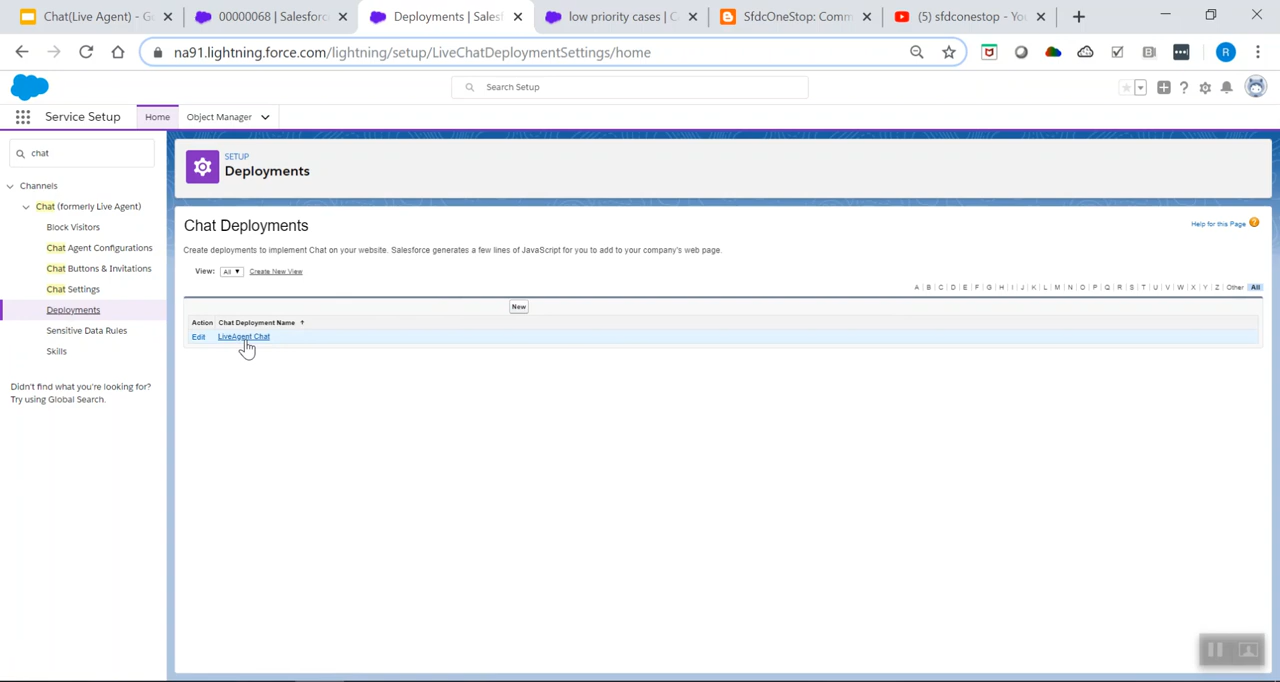 Chat(Live Agent) - G
00000068 | Salesforc
Deployments | Sales
low priority cases | C
SfdcOneStop: Comm
(5) sfdconestop - Yo
na91.lightning.force.com/lightning/setup/LiveChatDeploymentSettings/home
R
Search Setup
Service Setup
Home
Object Manager
chat
SETUP
Deployments
Channels
Chat (formerly Live Agent)
Block Visitors
Chat Agent Configurations
Chat Buttons & Invitations
Chat Settings
Deployments
Sensitive Data Rules
Skills
Didn't find what you're looking for?
Try using Global Search.
Chat Deployments
Help for this Page
Create deployments to implement Chat on your website. Salesforce generates a few lines of JavaScript for you to add to your company's web page.
View: All Create New View
A B C D E F G H I J K L M N O P Q R S T U V W X Y Z Other All
New
Action Chat Deployment Name
Edit LiveAgent Chat